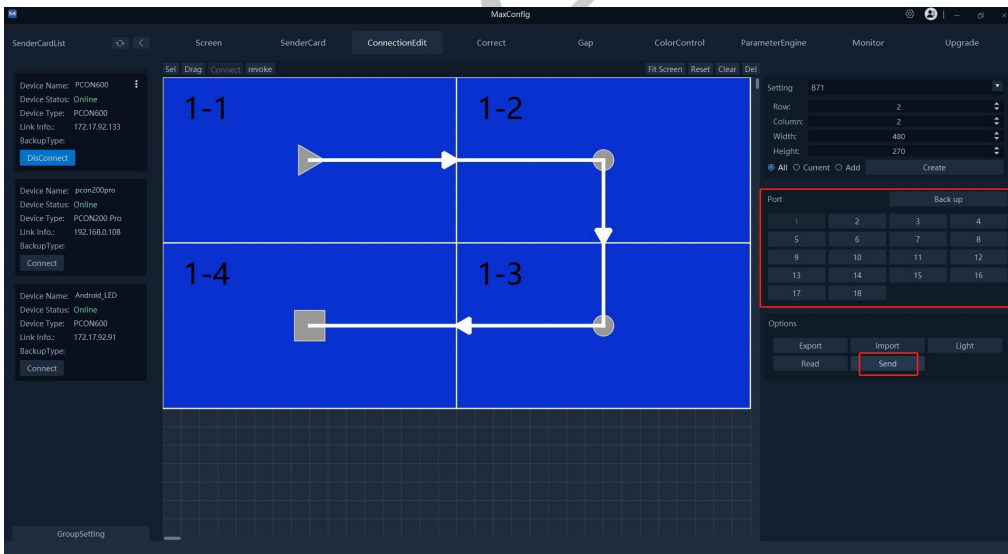 MaxConfig
SenderCardList
Screen
SenderCard
ConnectionEdit
Correct
Gap
ColorControl
ParameterEngine
Monitor
Upgrade
Sel Drag Connect revoke
Fit Screen Reset Clear Del
Device Name: PCON600
Device Status: Online
Device Type: PCON600
Link Info.: 172.17.92.133
BackupType:
DisConnect
Device Name: pcon200pro
Device Status: Online
Device Type: PCON200 Pro
Link Info.: 192.168.0.108
BackupType:
Connect
Device Name: Android_LED
Device Status: Online
Device Type: PCON600
Link Info.: 172.17.92.91
BackupType:
Connect
GroupSetting
1-1
1-2
1-4
1-3
Setting B71
Row: 2
Column: 2
Width: 480
Height: 270
All Current Add Create
Port Back up
1 2 3 4
5 6 7 8
9 10 11 12
13 14 15 16
17 18
Options
Export Import Light
Read Send